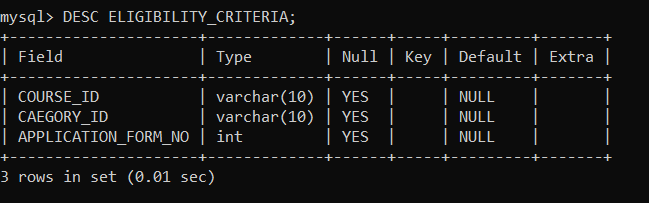 mysql> DESC ELIGIBILITY_CRITERIA;
+---------------------+-------------+------+-----+---------+-------+
| Field               | Type        | Null | Key | Default | Extra |
+---------------------+-------------+------+-----+---------+-------+
| COURSE_ID           | varchar(10) | YES  |     | NULL    |       |
| CAEGORY_ID          | varchar(10) | YES  |     | NULL    |       |
| APPLICATION_FORM_NO | int         | YES  |     | NULL    |       |
+---------------------+-------------+------+-----+---------+-------+
3 rows in set (0.01 sec)